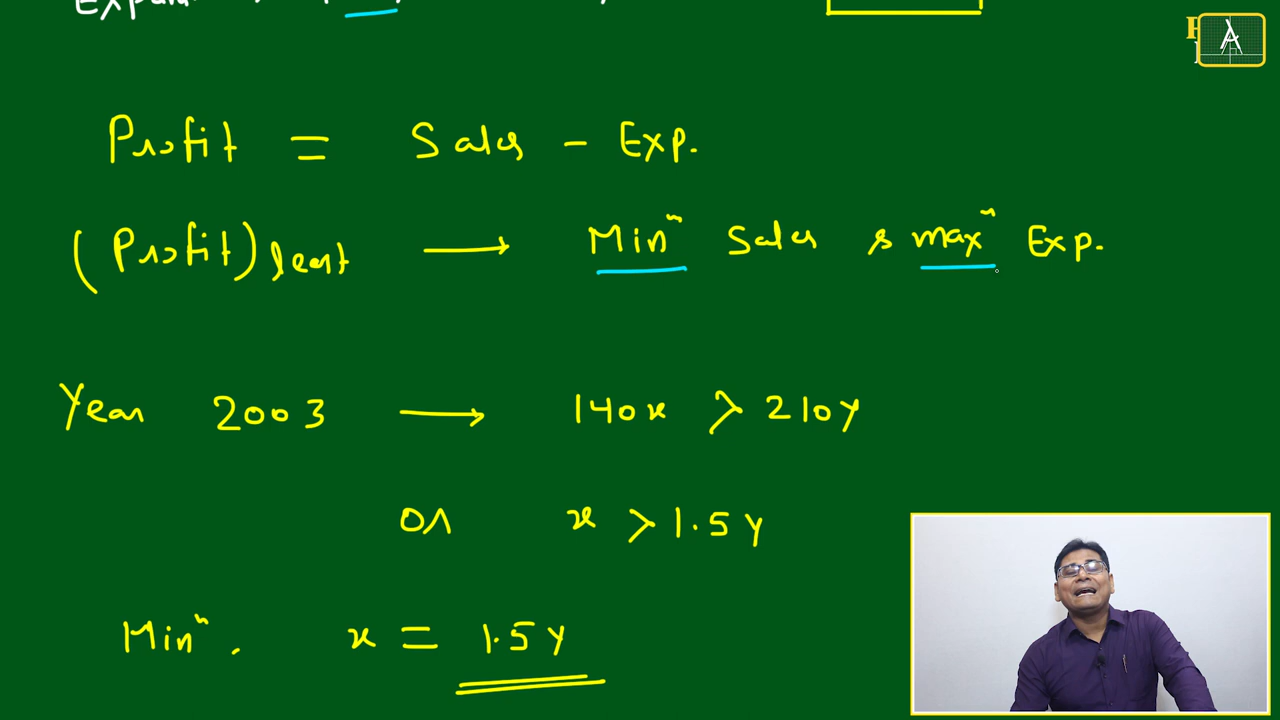 Profit = Sales - Exp.
(Profit)least → Minᵐ Sales & maxᵐ Exp.
Year 2003 → 140x > 210y
or x > 1.5y
Minᵐ. x = 1.5y